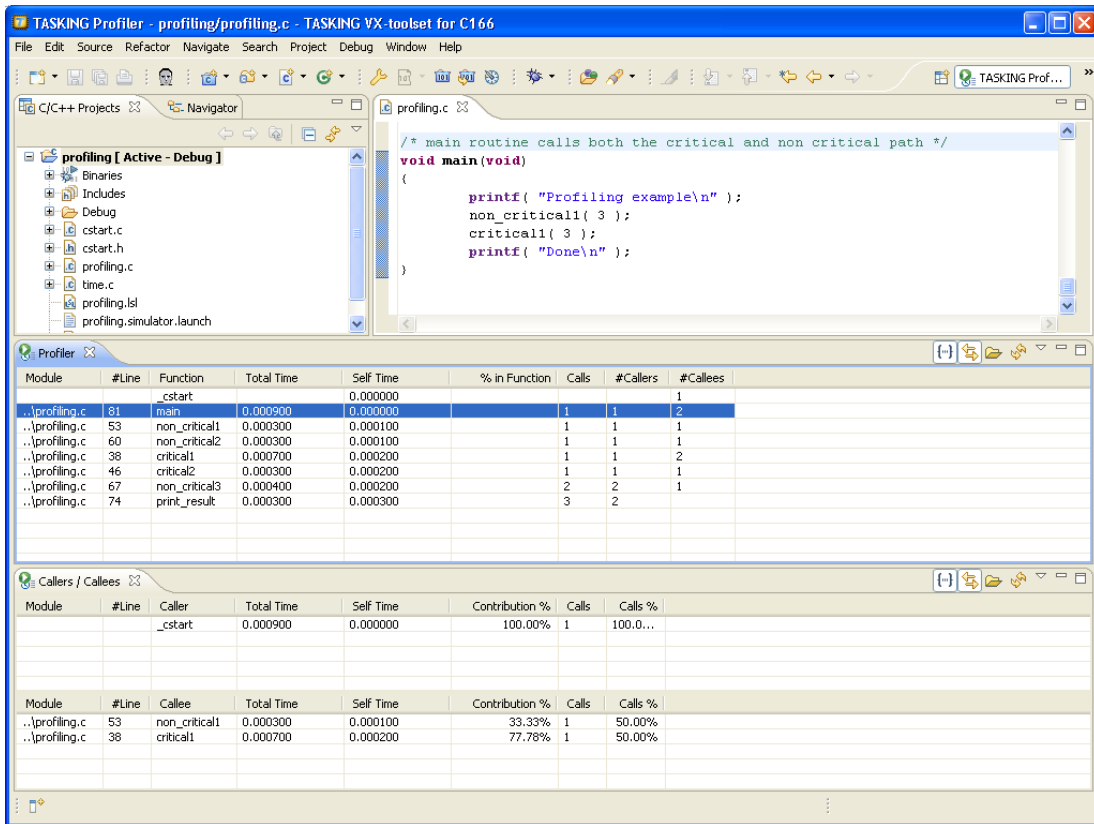 TASKING Profiler - profiling/profiling.c - TASKING VX-toolset for C166
File Edit Source Refactor Navigate Search Project Debug Window Help
TASKING Prof... »
C/C++ Projects Navigator
profiling [ Active - Debug ]
Binaries
Includes
Debug
cstart.c
cstart.h
profiling.c
time.c
profiling.lsl
profiling.simulator.launch
profiling.c
/* main routine calls both the critical and non critical path */
void main(void)
{
printf( "Profiling example\n" );
non_critical1( 3 );
critical1( 3 );
printf( "Done\n" );
}
Profiler
Module #Line Function Total Time Self Time % in Function Calls #Callers #Callees
_cstart 0.000000 1
..\profiling.c 81 main 0.000900 0.000000 1 1 2
..\profiling.c 53 non_critical1 0.000300 0.000100 1 1 1
..\profiling.c 60 non_critical2 0.000300 0.000100 1 1 1
..\profiling.c 38 critical1 0.000700 0.000200 1 1 2
..\profiling.c 46 critical2 0.000300 0.000200 1 1 1
..\profiling.c 67 non_critical3 0.000400 0.000200 2 2 1
..\profiling.c 74 print_result 0.000300 0.000300 3 2
Callers / Callees
Module #Line Caller Total Time Self Time Contribution % Calls Calls %
_cstart 0.000900 0.000000 100.00% 1 100.0...
Module #Line Callee Total Time Self Time Contribution % Calls Calls %
..\profiling.c 53 non_critical1 0.000300 0.000100 33.33% 1 50.00%
..\profiling.c 38 critical1 0.000700 0.000200 77.78% 1 50.00%